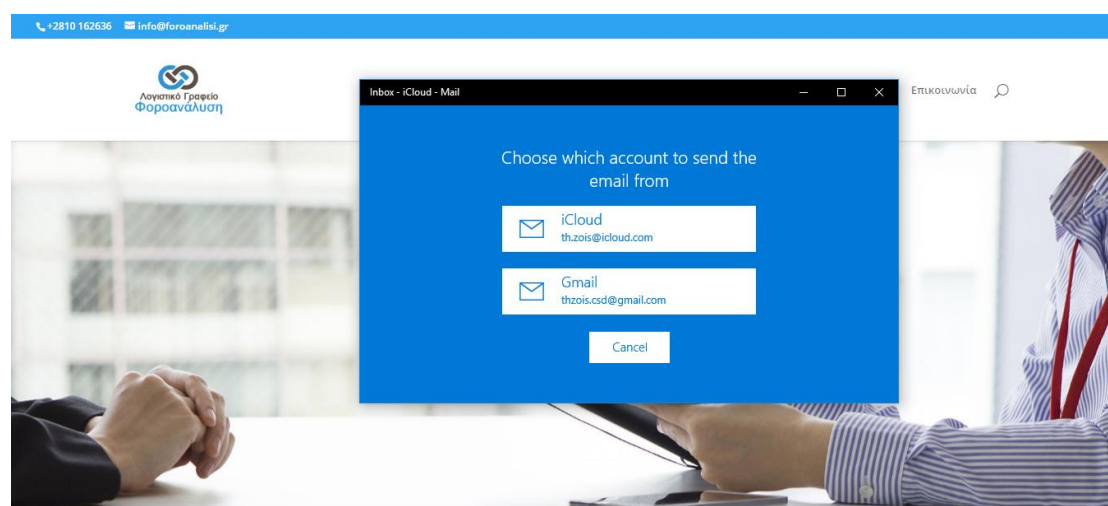 +2810 162636 info@foroanalisi.gr
Λογιστικό Γραφείο
Φοροανάλυση
Inbox - iCloud - Mail
Επικοινωνία
Choose which account to send the
email from
iCloud
th.zois@icloud.com
Gmail
thzois.csd@gmail.com
Cancel